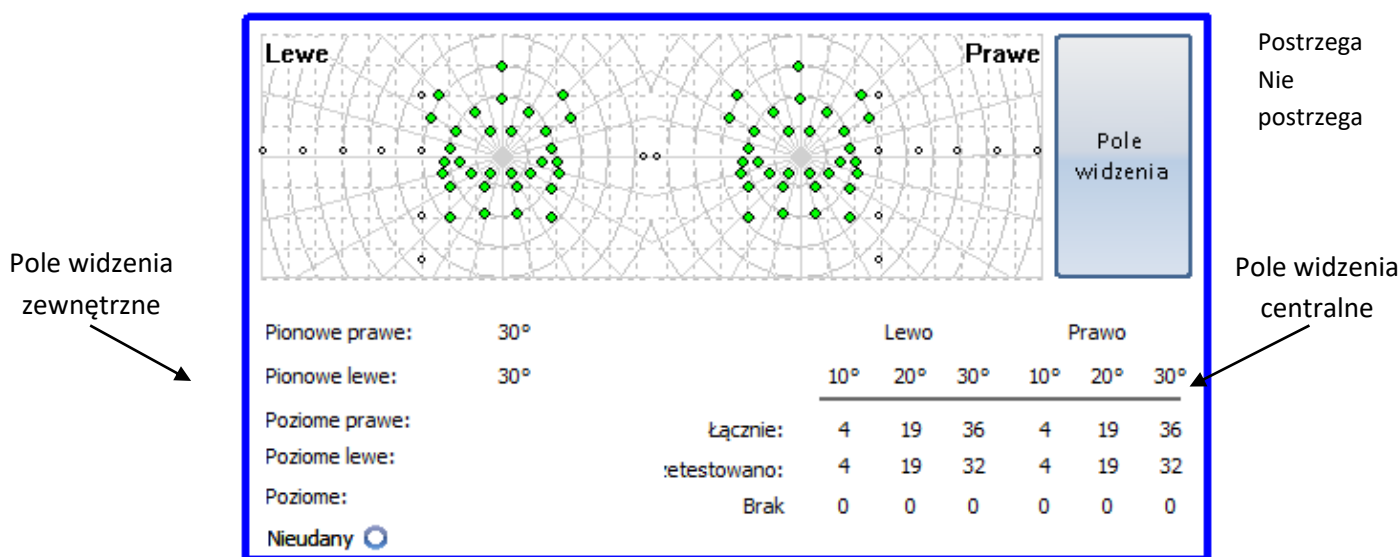 Lewe
Prawe
Pole
widzenia
Postrzega
Nie
postrzega
Pole widzenia
zewnętrzne
Pole widzenia
centralne
Pionowe prawe: 30°
Pionowe lewe: 30°
Poziome prawe:
Poziome lewe:
Poziome:
Nieudany
Lewo Prawo
10° 20° 30° 10° 20° 30°
Łącznie: 4 19 36 4 19 36
zetestowano: 4 19 32 4 19 32
Brak 0 0 0 0 0 0